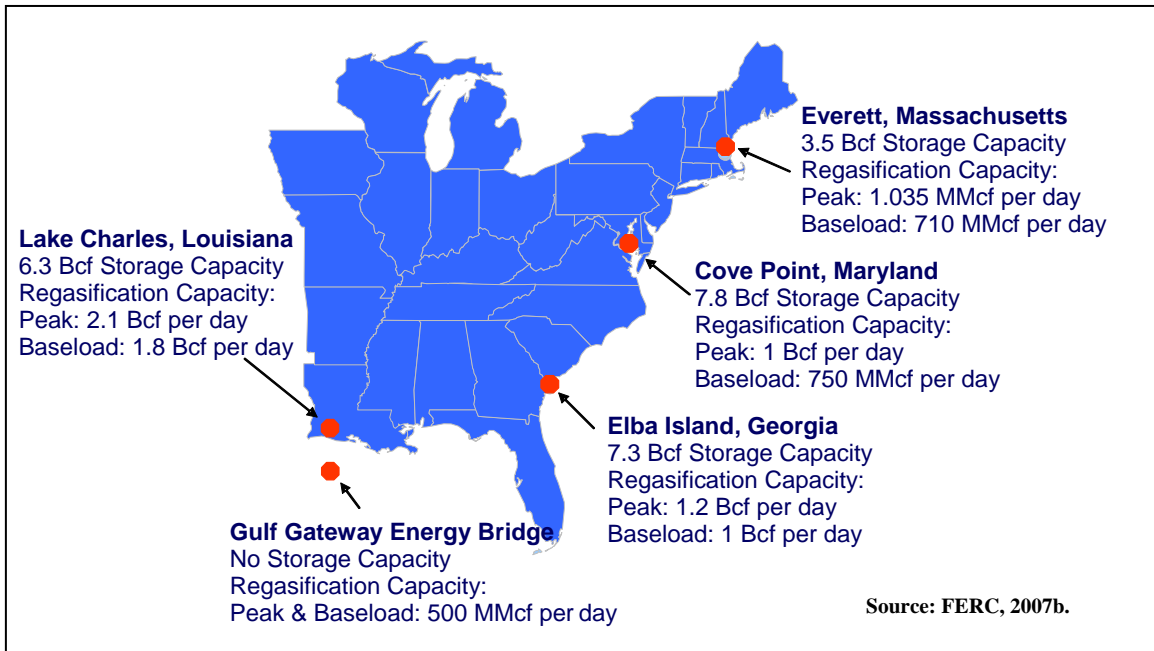 Everett, Massachusetts
3.5 Bcf Storage Capacity
Regasification Capacity:
Peak: 1.035 MMcf per day
Baseload: 710 MMcf per day
Lake Charles, Louisiana
6.3 Bcf Storage Capacity
Regasification Capacity:
Peak: 2.1 Bcf per day
Baseload: 1.8 Bcf per day
Cove Point, Maryland
7.8 Bcf Storage Capacity
Regasification Capacity:
Peak: 1 Bcf per day
Baseload: 750 MMcf per day
Elba Island, Georgia
7.3 Bcf Storage Capacity
Regasification Capacity:
Peak: 1.2 Bcf per day
Baseload: 1 Bcf per day
Gulf Gateway Energy Bridge
No Storage Capacity
Regasification Capacity:
Peak & Baseload: 500 MMcf per day
Source: FERC, 2007b.